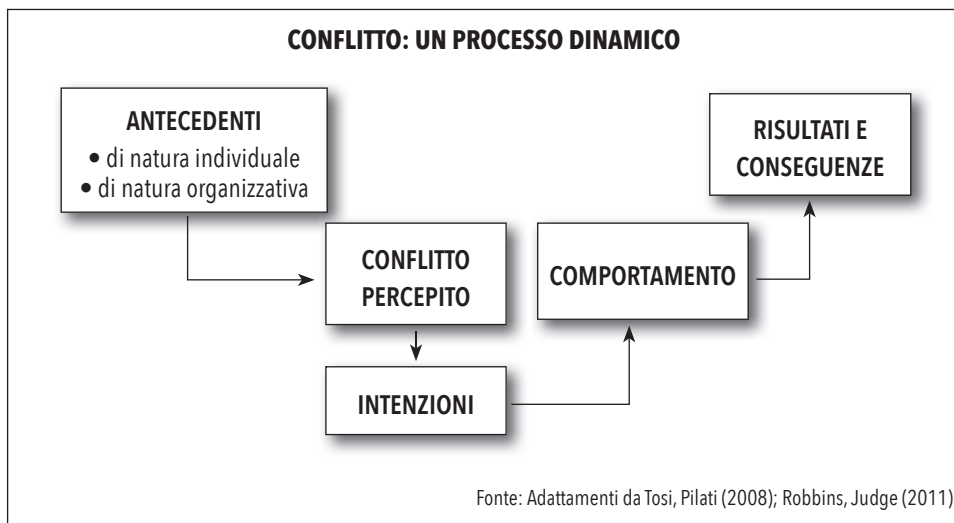 CONFLITTO: UN PROCESSO DINAMICO
ANTECEDENTI
• di natura individuale
• di natura organizzativa
CONFLITTO
PERCEPITO
INTENZIONI
COMPORTAMENTO
RISULTATI E
CONSEGUENZE
Fonte: Adattamenti da Tosi, Pilati (2008); Robbins, Judge (2011)